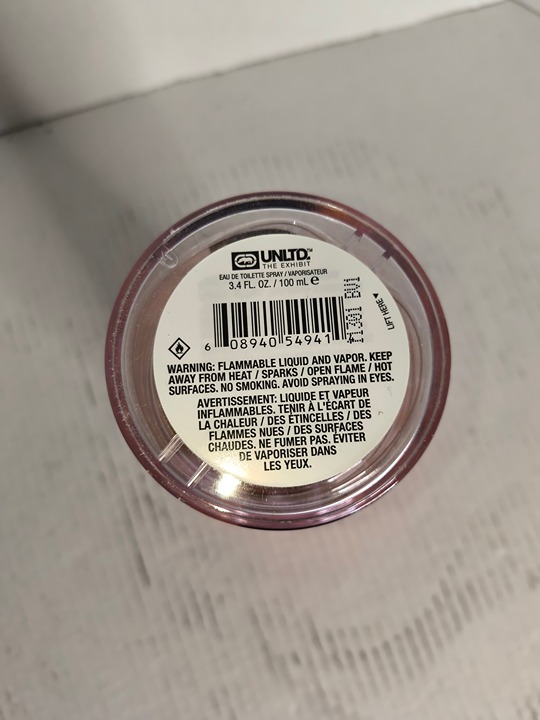 UNLTD.™
THE EXHIBIT
EAU DE TOILETTE SPRAY / VAPORISATEUR
3.4 FL. OZ. / 100 mL ℮
LIFT HERE
6 08940 54941
WARNING: FLAMMABLE LIQUID AND VAPOR. KEEP
AWAY FROM HEAT / SPARKS / OPEN FLAME / HOT
SURFACES. NO SMOKING. AVOID SPRAYING IN EYES.
AVERTISSEMENT: LIQUIDE ET VAPEUR
INFLAMMABLES. TENIR À L'ÉCART DE
LA CHALEUR / DES ÉTINCELLES / DES
FLAMMES NUES / DES SURFACES
CHAUDES. NE FUMER PAS. ÉVITER
DE VAPORISER DANS
LES YEUX.